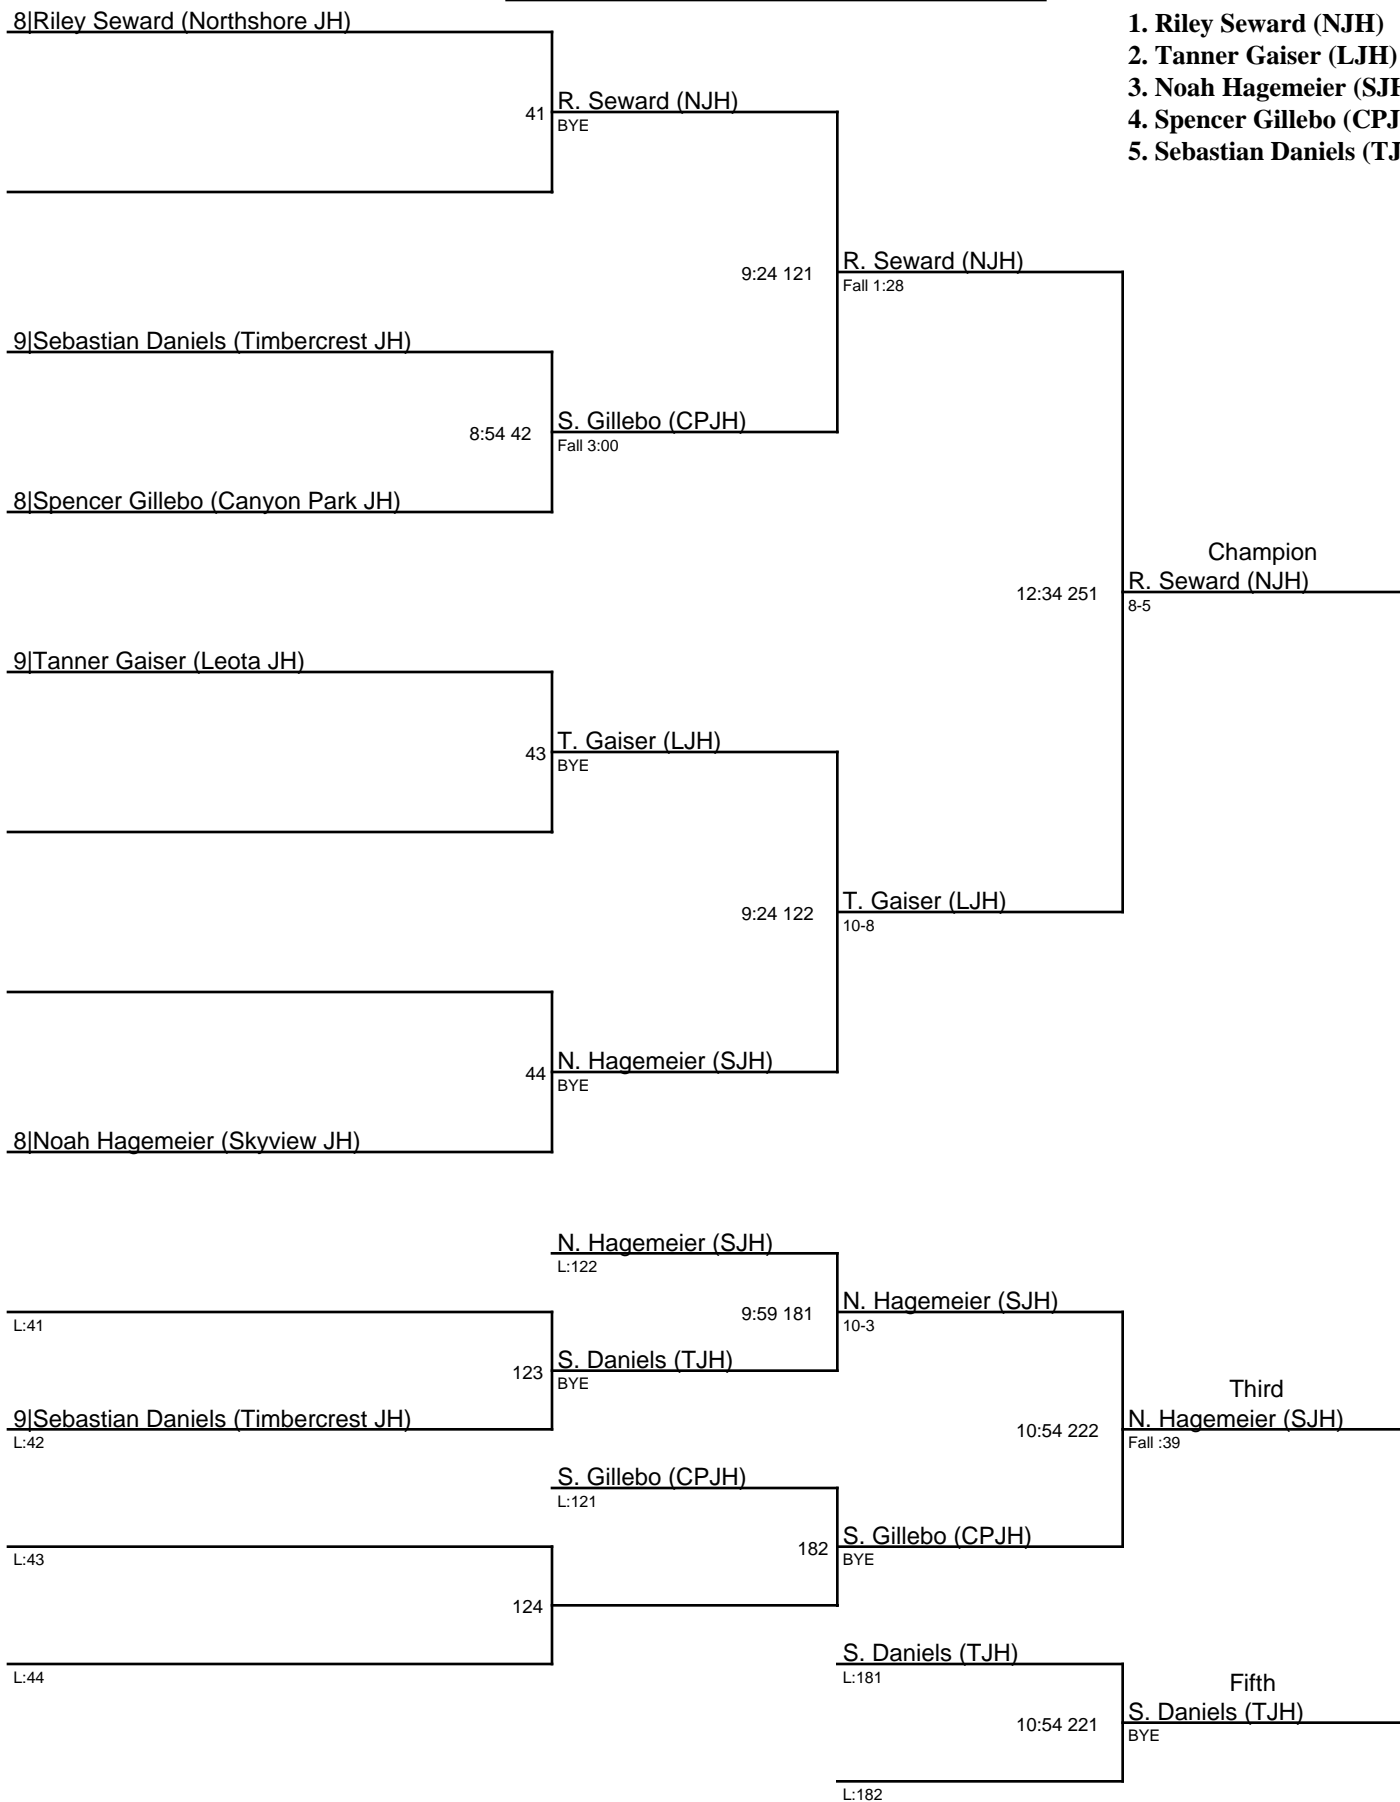 8|Riley Seward (Northshore JH)
1. Riley Seward (NJH)
2. Tanner Gaiser (LJH)
3. Noah Hagemeier (SJH
4. Spencer Gillebo (CPJ
5. Sebastian Daniels (TJ
41
R. Seward (NJH)
BYE
9:24 121
R. Seward (NJH)
Fall 1:28
9|Sebastian Daniels (Timbercrest JH)
8:54 42
S. Gillebo (CPJH)
Fall 3:00
8|Spencer Gillebo (Canyon Park JH)
Champion
12:34 251
R. Seward (NJH)
8-5
9|Tanner Gaiser (Leota JH)
43
T. Gaiser (LJH)
BYE
9:24 122
T. Gaiser (LJH)
10-8
44
N. Hagemeier (SJH)
BYE
8|Noah Hagemeier (Skyview JH)
N. Hagemeier (SJH)
L:122
9:59 181
N. Hagemeier (SJH)
10-3
L:41
123
S. Daniels (TJH)
BYE
9|Sebastian Daniels (Timbercrest JH)
L:42
Third
10:54 222
N. Hagemeier (SJH)
Fall :39
S. Gillebo (CPJH)
L:121
182
S. Gillebo (CPJH)
BYE
L:43
124
L:44
S. Daniels (TJH)
L:181
Fifth
10:54 221
S. Daniels (TJH)
BYE
L:182